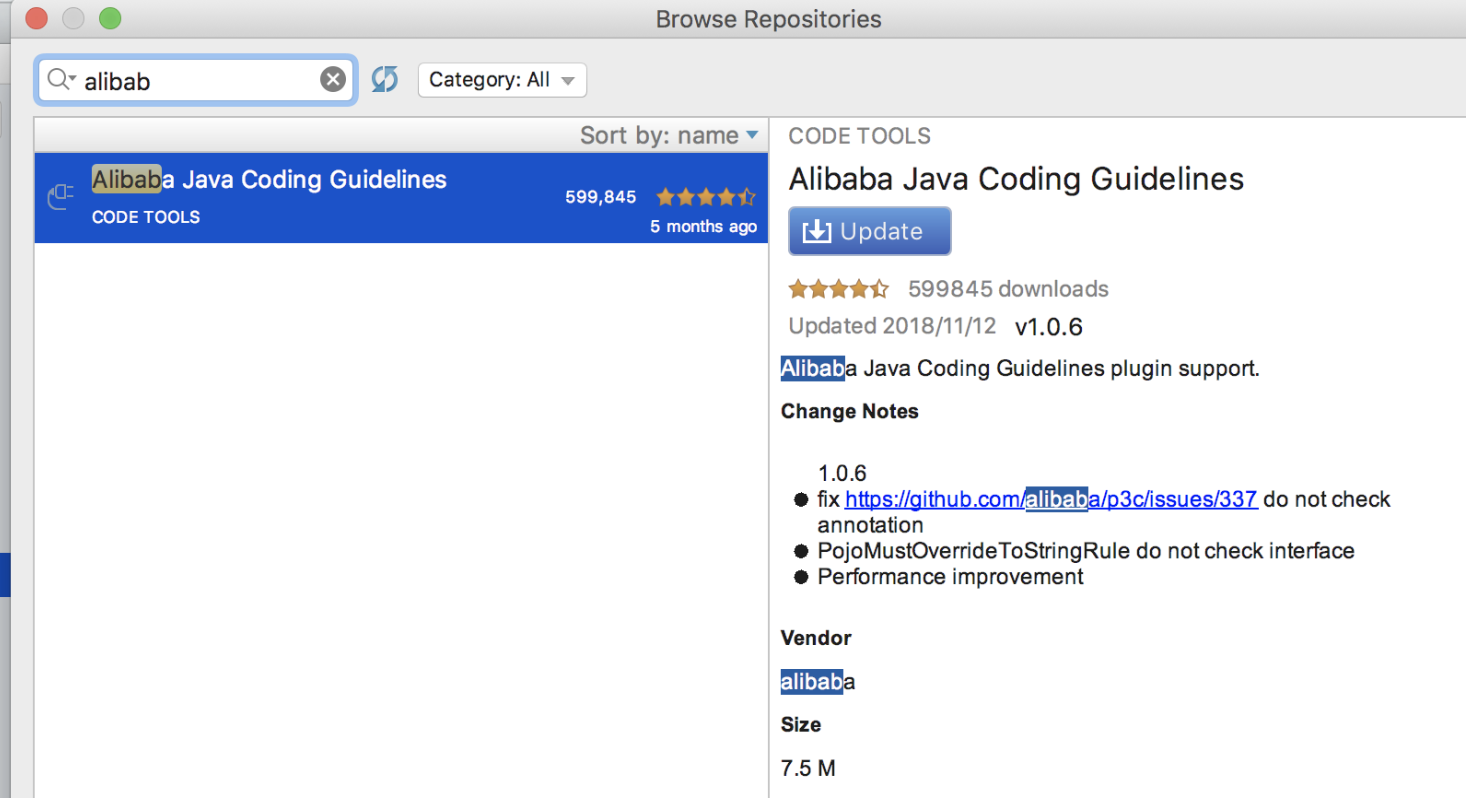 Browse Repositories
alibab
Category: All
Sort by: name
Alibaba Java Coding Guidelines
599,845
CODE TOOLS
5 months ago
CODE TOOLS
Alibaba Java Coding Guidelines
Update
599845 downloads
Updated 2018/11/12 v1.0.6
Alibaba Java Coding Guidelines plugin support.
Change Notes
1.0.6
● fix https://github.com/alibaba/p3c/issues/337 do not check
annotation
● PojoMustOverrideToStringRule do not check interface
● Performance improvement
Vendor
alibaba
Size
7.5 M